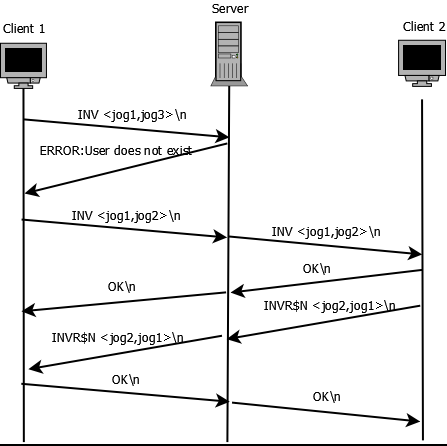 Server
Client 1
Client 2
INV <jog1,jog3>\n
ERROR:User does not exist
INV <jog1,jog2>\n
INV <jog1,jog2>\n
OK\n
OK\n
INVR$N <jog2,jog1>\n
INVR$N <jog2,jog1>\n
OK\n
OK\n